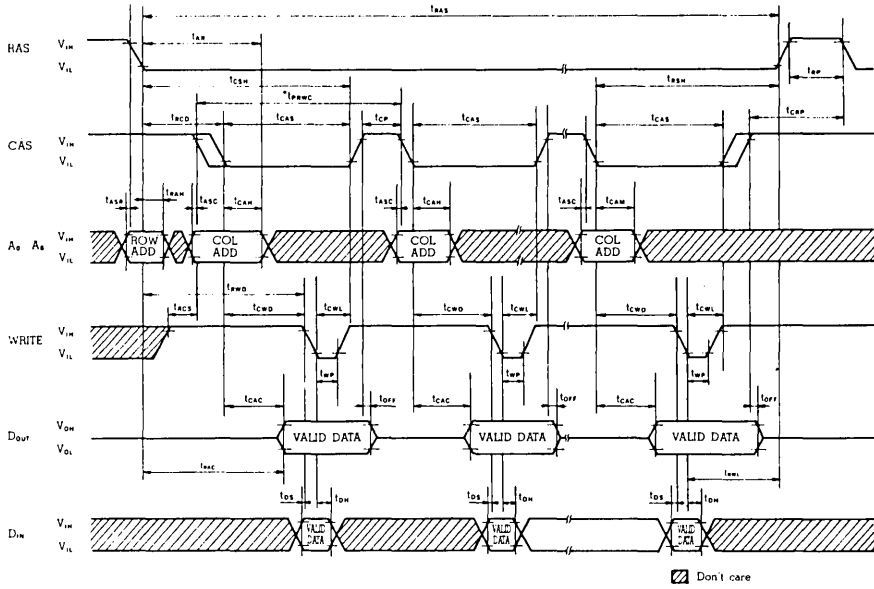 tRAS
tAR
RAS VIH
VIL
tCSH
tRSH
tRP
*tPRWC
tRCD tCAS tCP tCAS tCAS tCRP
CAS VIH
VIL
tASR tRAH tASC tCAH tASC tCAH tASC tCAH
A0 A8 VIH
VIL
ROW ADD
COL ADD
COL ADD
COL ADD
tRWD
tRCS tCWD tCWL tCWD tCWL tCWD tCWL
WRITE VIH
VIL
tWP tWP tWP
tCAC tOFF tCAC tOFF tCAC tOFF
DOUT VOH
VOL
VALID DATA VALID DATA VALID DATA
tRAC tRWL
tDS tDH tDS tDH tDS tDH
DIN VIH
VIL
VALID DATA
VALID DATA
VALID DATA
Don't care